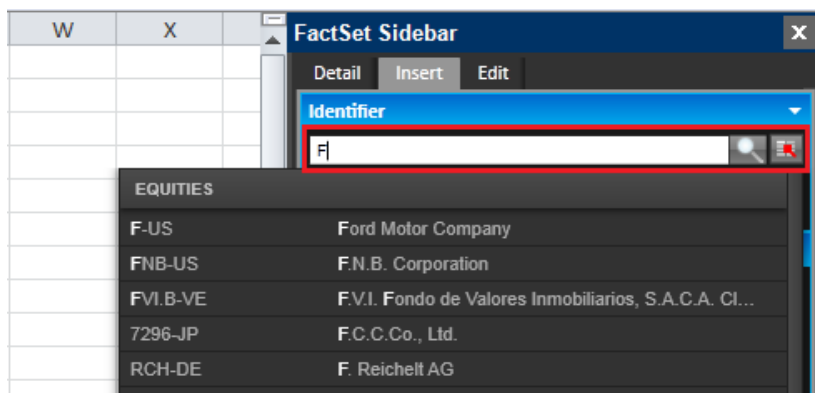 W X
FactSet Sidebar X
Detail Insert Edit
Identifier
F
EQUITIES
F-US Ford Motor Company
FNB-US F.N.B. Corporation
FVI.B-VE F.V.I. Fondo de Valores Inmobiliarios, S.A.C.A. Cl...
7296-JP F.C.C.Co., Ltd.
RCH-DE F. Reichelt AG